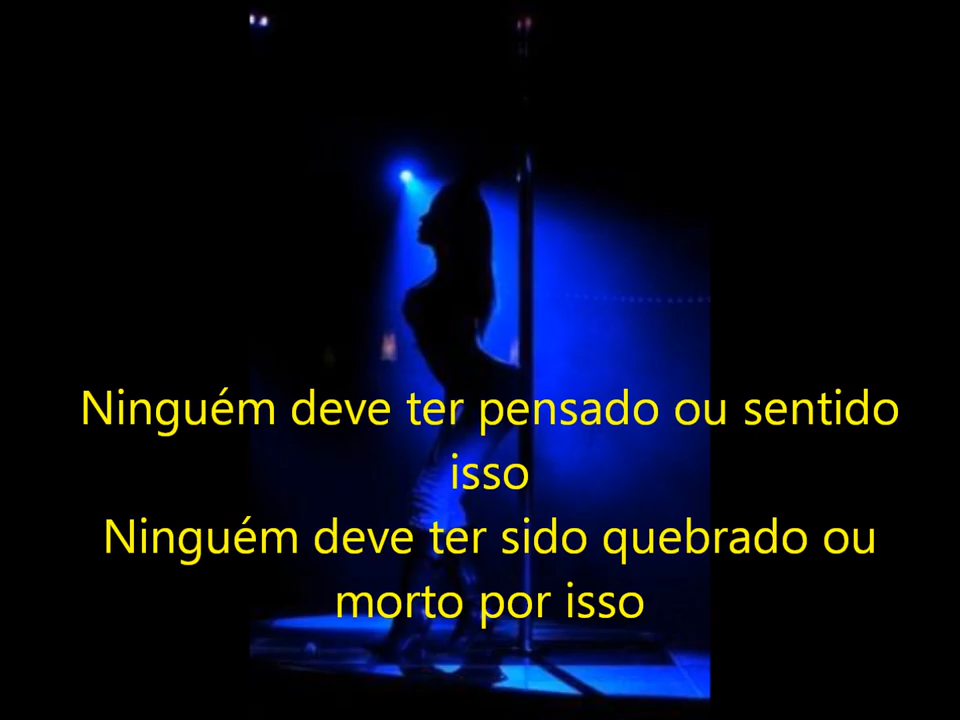 Ninguém deve ter pensado ou sentido
isso
Ninguém deve ter sido quebrado ou
morto por isso